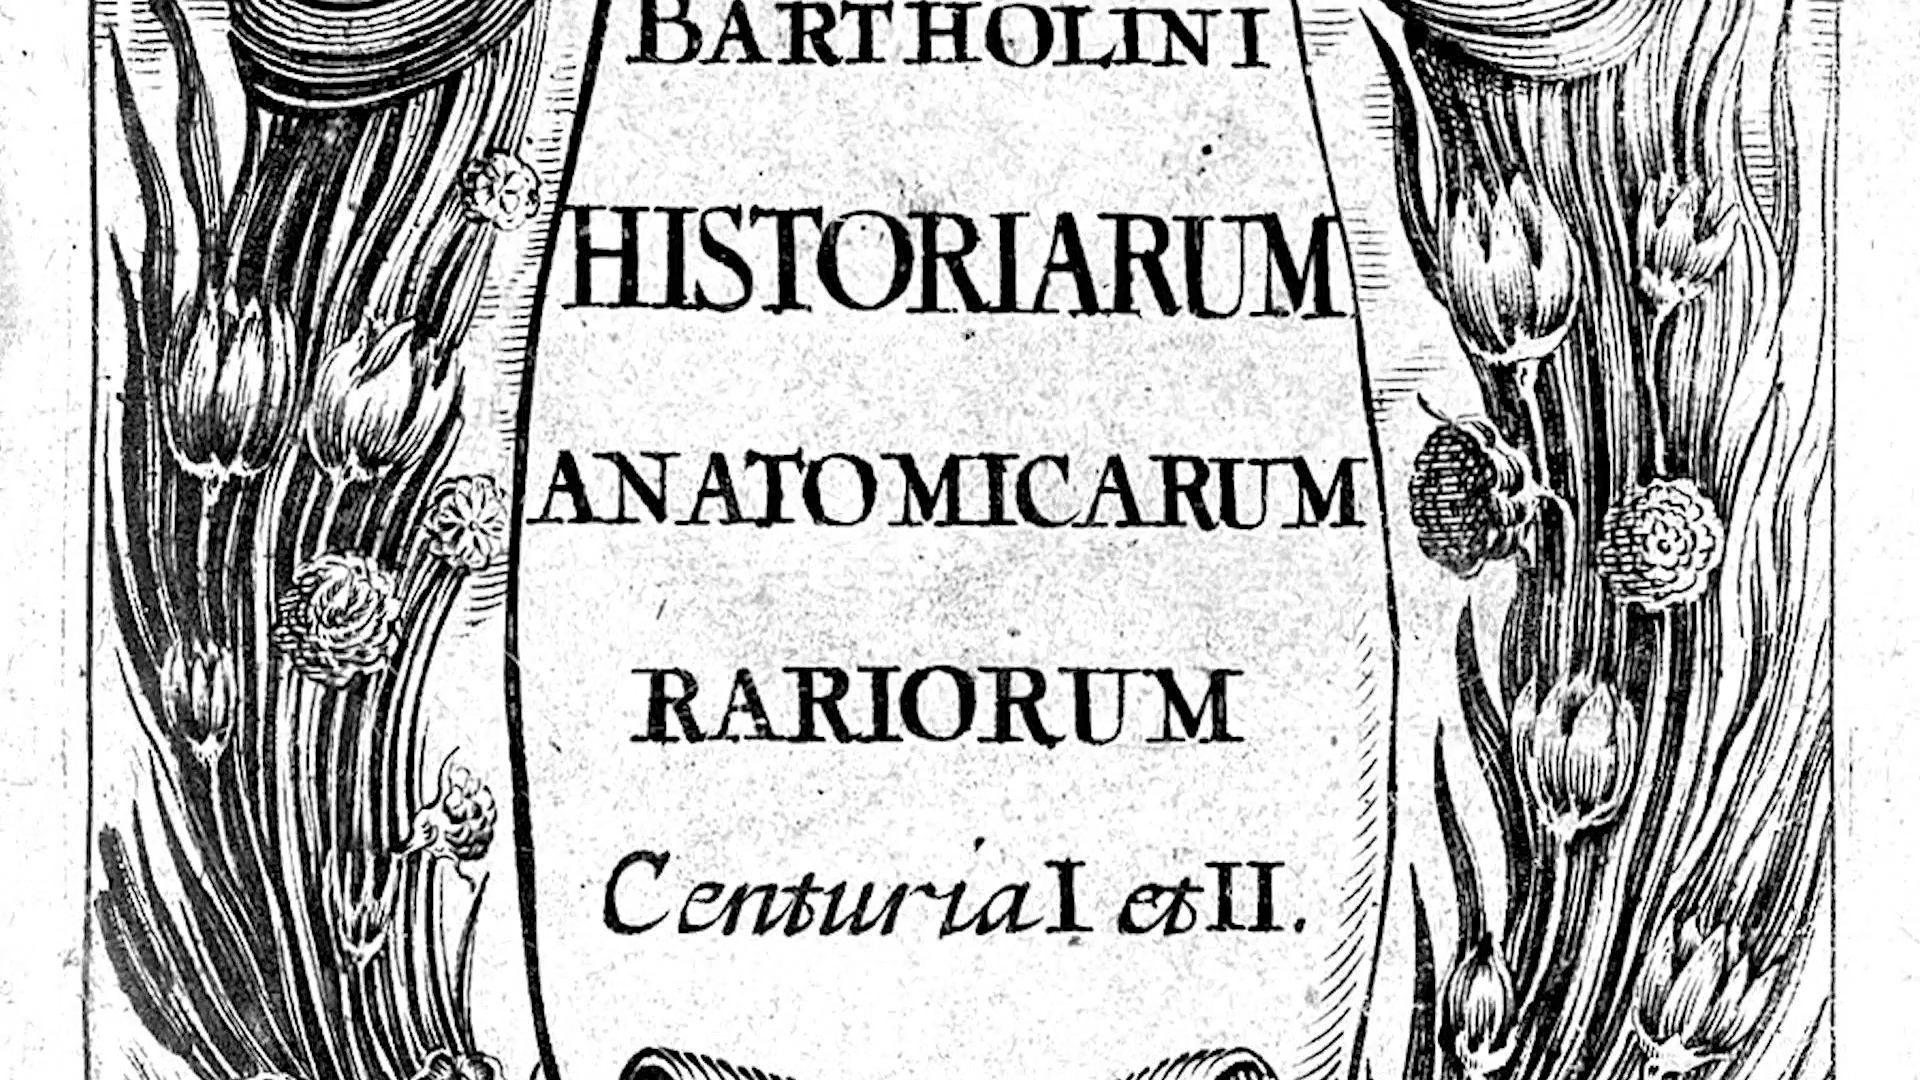 BARTHOLINI
HISTORIARUM
ANATOMICARUM
RARIORUM
Centuria I et II.